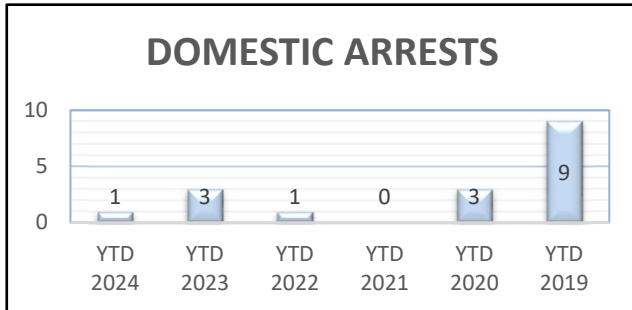 DOMESTIC ARRESTS
10
5
0
1
3
1
0
3
9
YTD 2024
YTD 2023
YTD 2022
YTD 2021
YTD 2020
YTD 2019